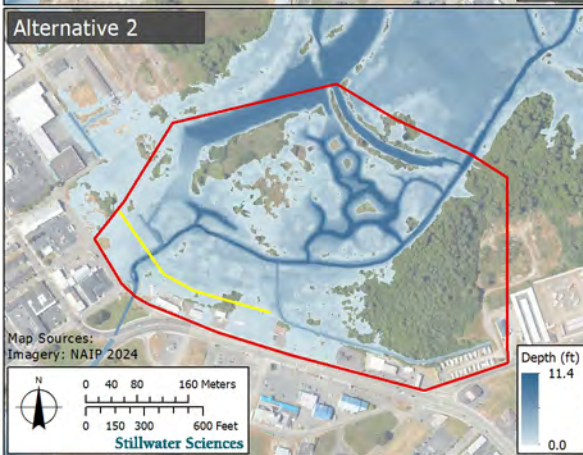 Alternative 2
Map Sources:
Imagery: NAIP 2024
N
0 40 80 160 Meters
0 150 300 600 Feet
Stillwater Sciences
Depth (ft)
11.4
0.0